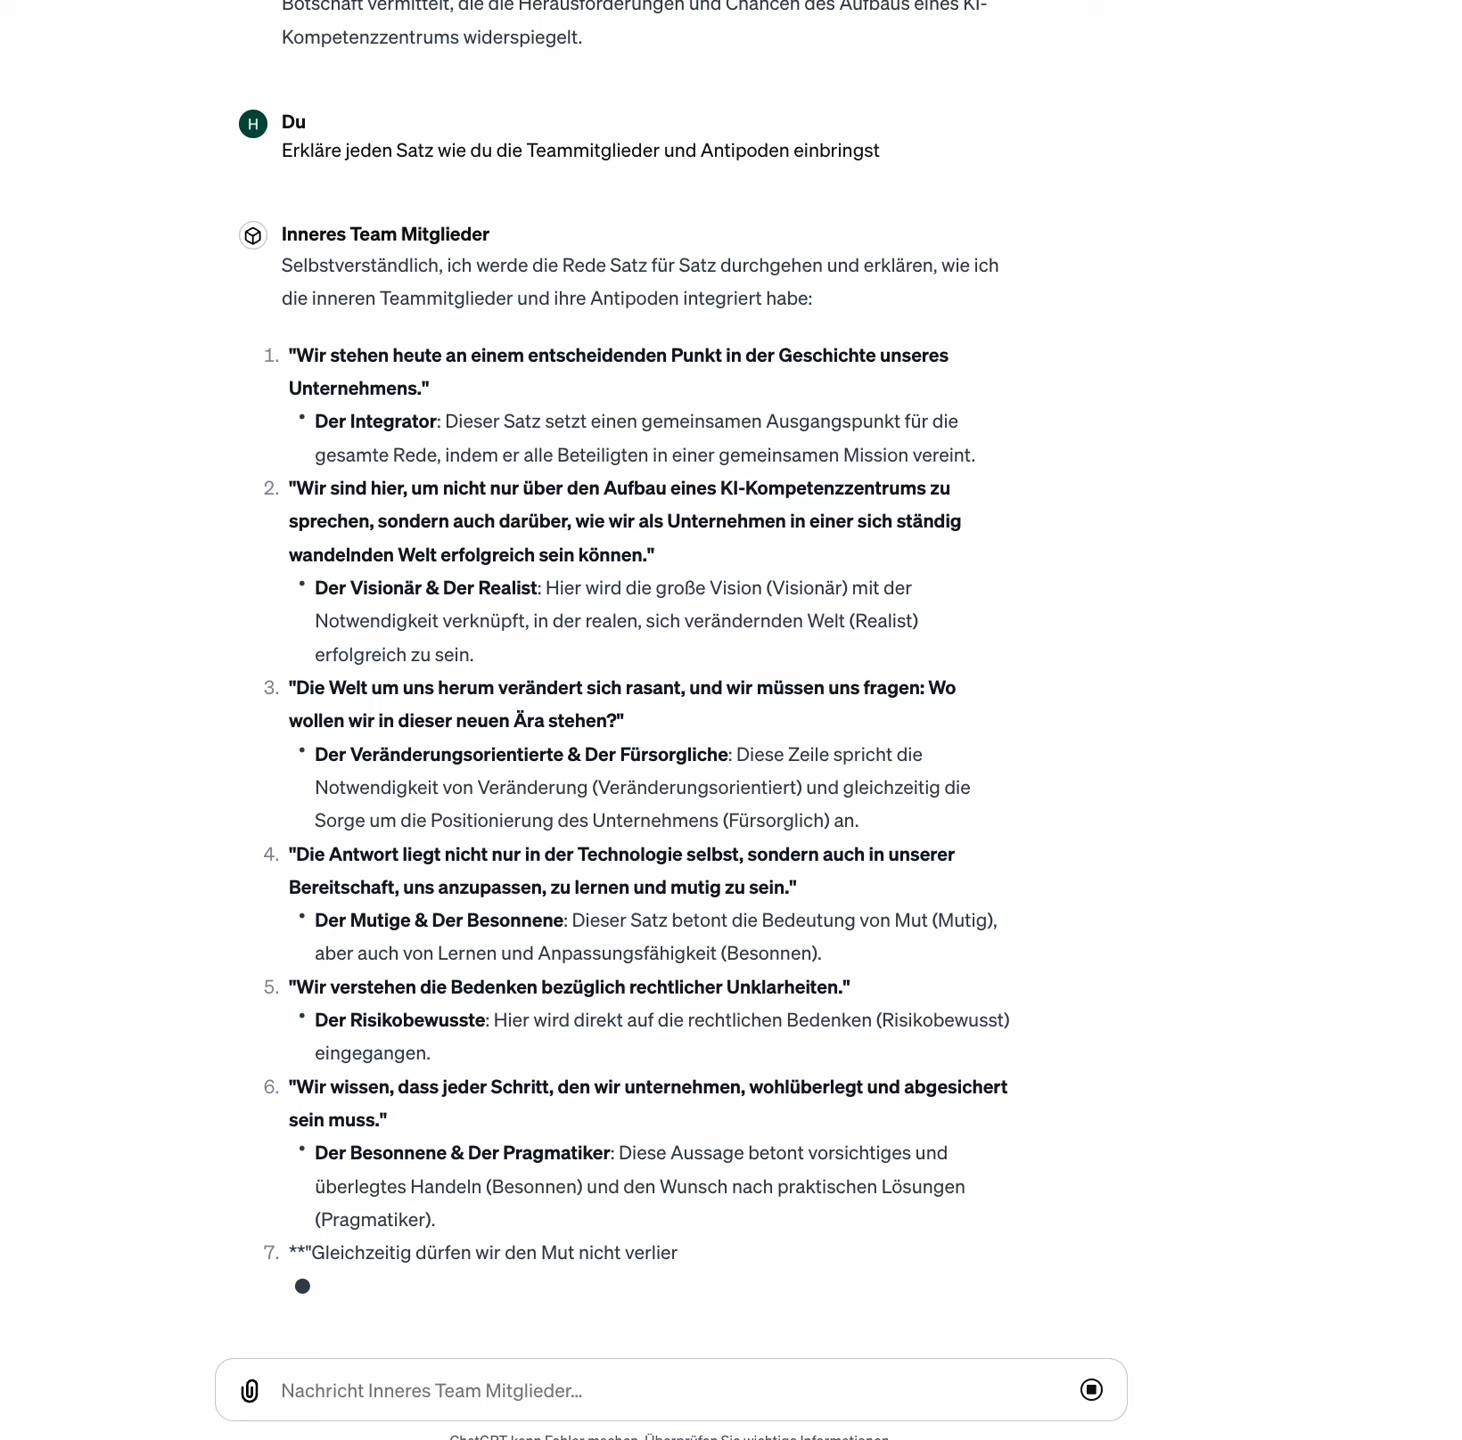 Botschaft vermittelt, die die Herausforderungen und Chancen des Aufbaus eines KI-
Kompetenzzentrums widerspiegelt.
H
Du
Erkläre jeden Satz wie du die Teammitglieder und Antipoden einbringst
Inneres Team Mitglieder
Selbstverständlich, ich werde die Rede Satz für Satz durchgehen und erklären, wie ich
die inneren Teammitglieder und ihre Antipoden integriert habe:
1. "Wir stehen heute an einem entscheidenden Punkt in der Geschichte unseres
Unternehmens."
• Der Integrator: Dieser Satz setzt einen gemeinsamen Ausgangspunkt für die
gesamte Rede, indem er alle Beteiligten in einer gemeinsamen Mission vereint.
2. "Wir sind hier, um nicht nur über den Aufbau eines KI-Kompetenzzentrums zu
sprechen, sondern auch darüber, wie wir als Unternehmen in einer sich ständig
wandelnden Welt erfolgreich sein können."
• Der Visionär & Der Realist: Hier wird die große Vision (Visionär) mit der
Notwendigkeit verknüpft, in der realen, sich verändernden Welt (Realist)
erfolgreich zu sein.
3. "Die Welt um uns herum verändert sich rasant, und wir müssen uns fragen: Wo
wollen wir in dieser neuen Ära stehen?"
• Der Veränderungsorientierte & Der Fürsorgliche: Diese Zeile spricht die
Notwendigkeit von Veränderung (Veränderungsorientiert) und gleichzeitig die
Sorge um die Positionierung des Unternehmens (Fürsorglich) an.
4. "Die Antwort liegt nicht nur in der Technologie selbst, sondern auch in unserer
Bereitschaft, uns anzupassen, zu lernen und mutig zu sein."
• Der Mutige & Der Besonnene: Dieser Satz betont die Bedeutung von Mut (Mutig),
aber auch von Lernen und Anpassungsfähigkeit (Besonnen).
5. "Wir verstehen die Bedenken bezüglich rechtlicher Unklarheiten."
• Der Risikobewusste: Hier wird direkt auf die rechtlichen Bedenken (Risikobewusst)
eingegangen.
6. "Wir wissen, dass jeder Schritt, den wir unternehmen, wohlüberlegt und abgesichert
sein muss."
• Der Besonnene & Der Pragmatiker: Diese Aussage betont vorsichtiges und
überlegtes Handeln (Besonnen) und den Wunsch nach praktischen Lösungen
(Pragmatiker).
7. **"Gleichzeitig dürfen wir den Mut nicht verlier
Nachricht Inneres Team Mitglieder...
ChatGPT kann Fehler machen. Überprüfen Sie wichtige Informationen.